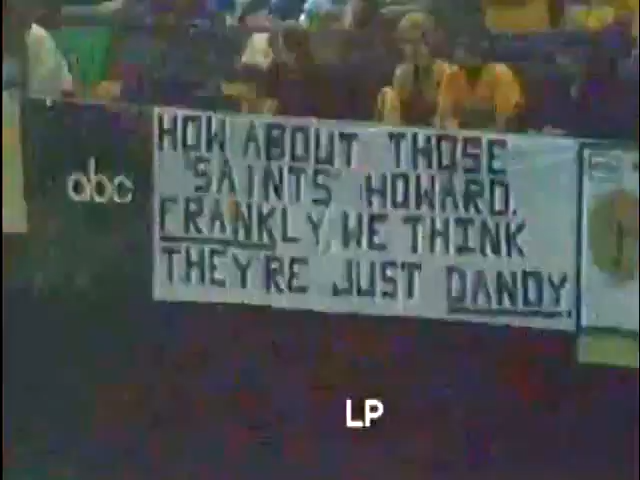 abc
HOW ABOUT THOSE
"SAINTS" HOWARD.
FRANKLY, WE THINK
THEY'RE JUST DANDY.
LP